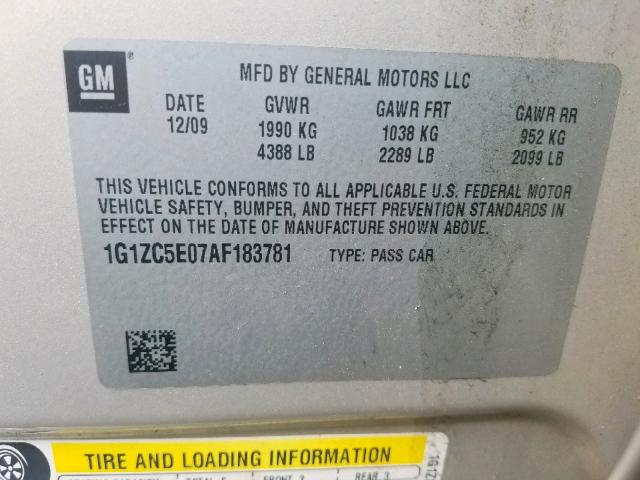 GM
MFD BY GENERAL MOTORS LLC
DATE GVWR GAWR FRT GAWR RR
12/09 1990 KG 1038 KG 952 KG
4388 LB 2289 LB 2099 LB
THIS VEHICLE CONFORMS TO ALL APPLICABLE U.S. FEDERAL MOTOR
VEHICLE SAFETY, BUMPER, AND THEFT PREVENTION STANDARDS IN
EFFECT ON THE DATE OF MANUFACTURE SHOWN ABOVE.
1G1ZC5E07AF183781 TYPE: PASS CAR
TIRE AND LOADING INFORMATION
1G1Z